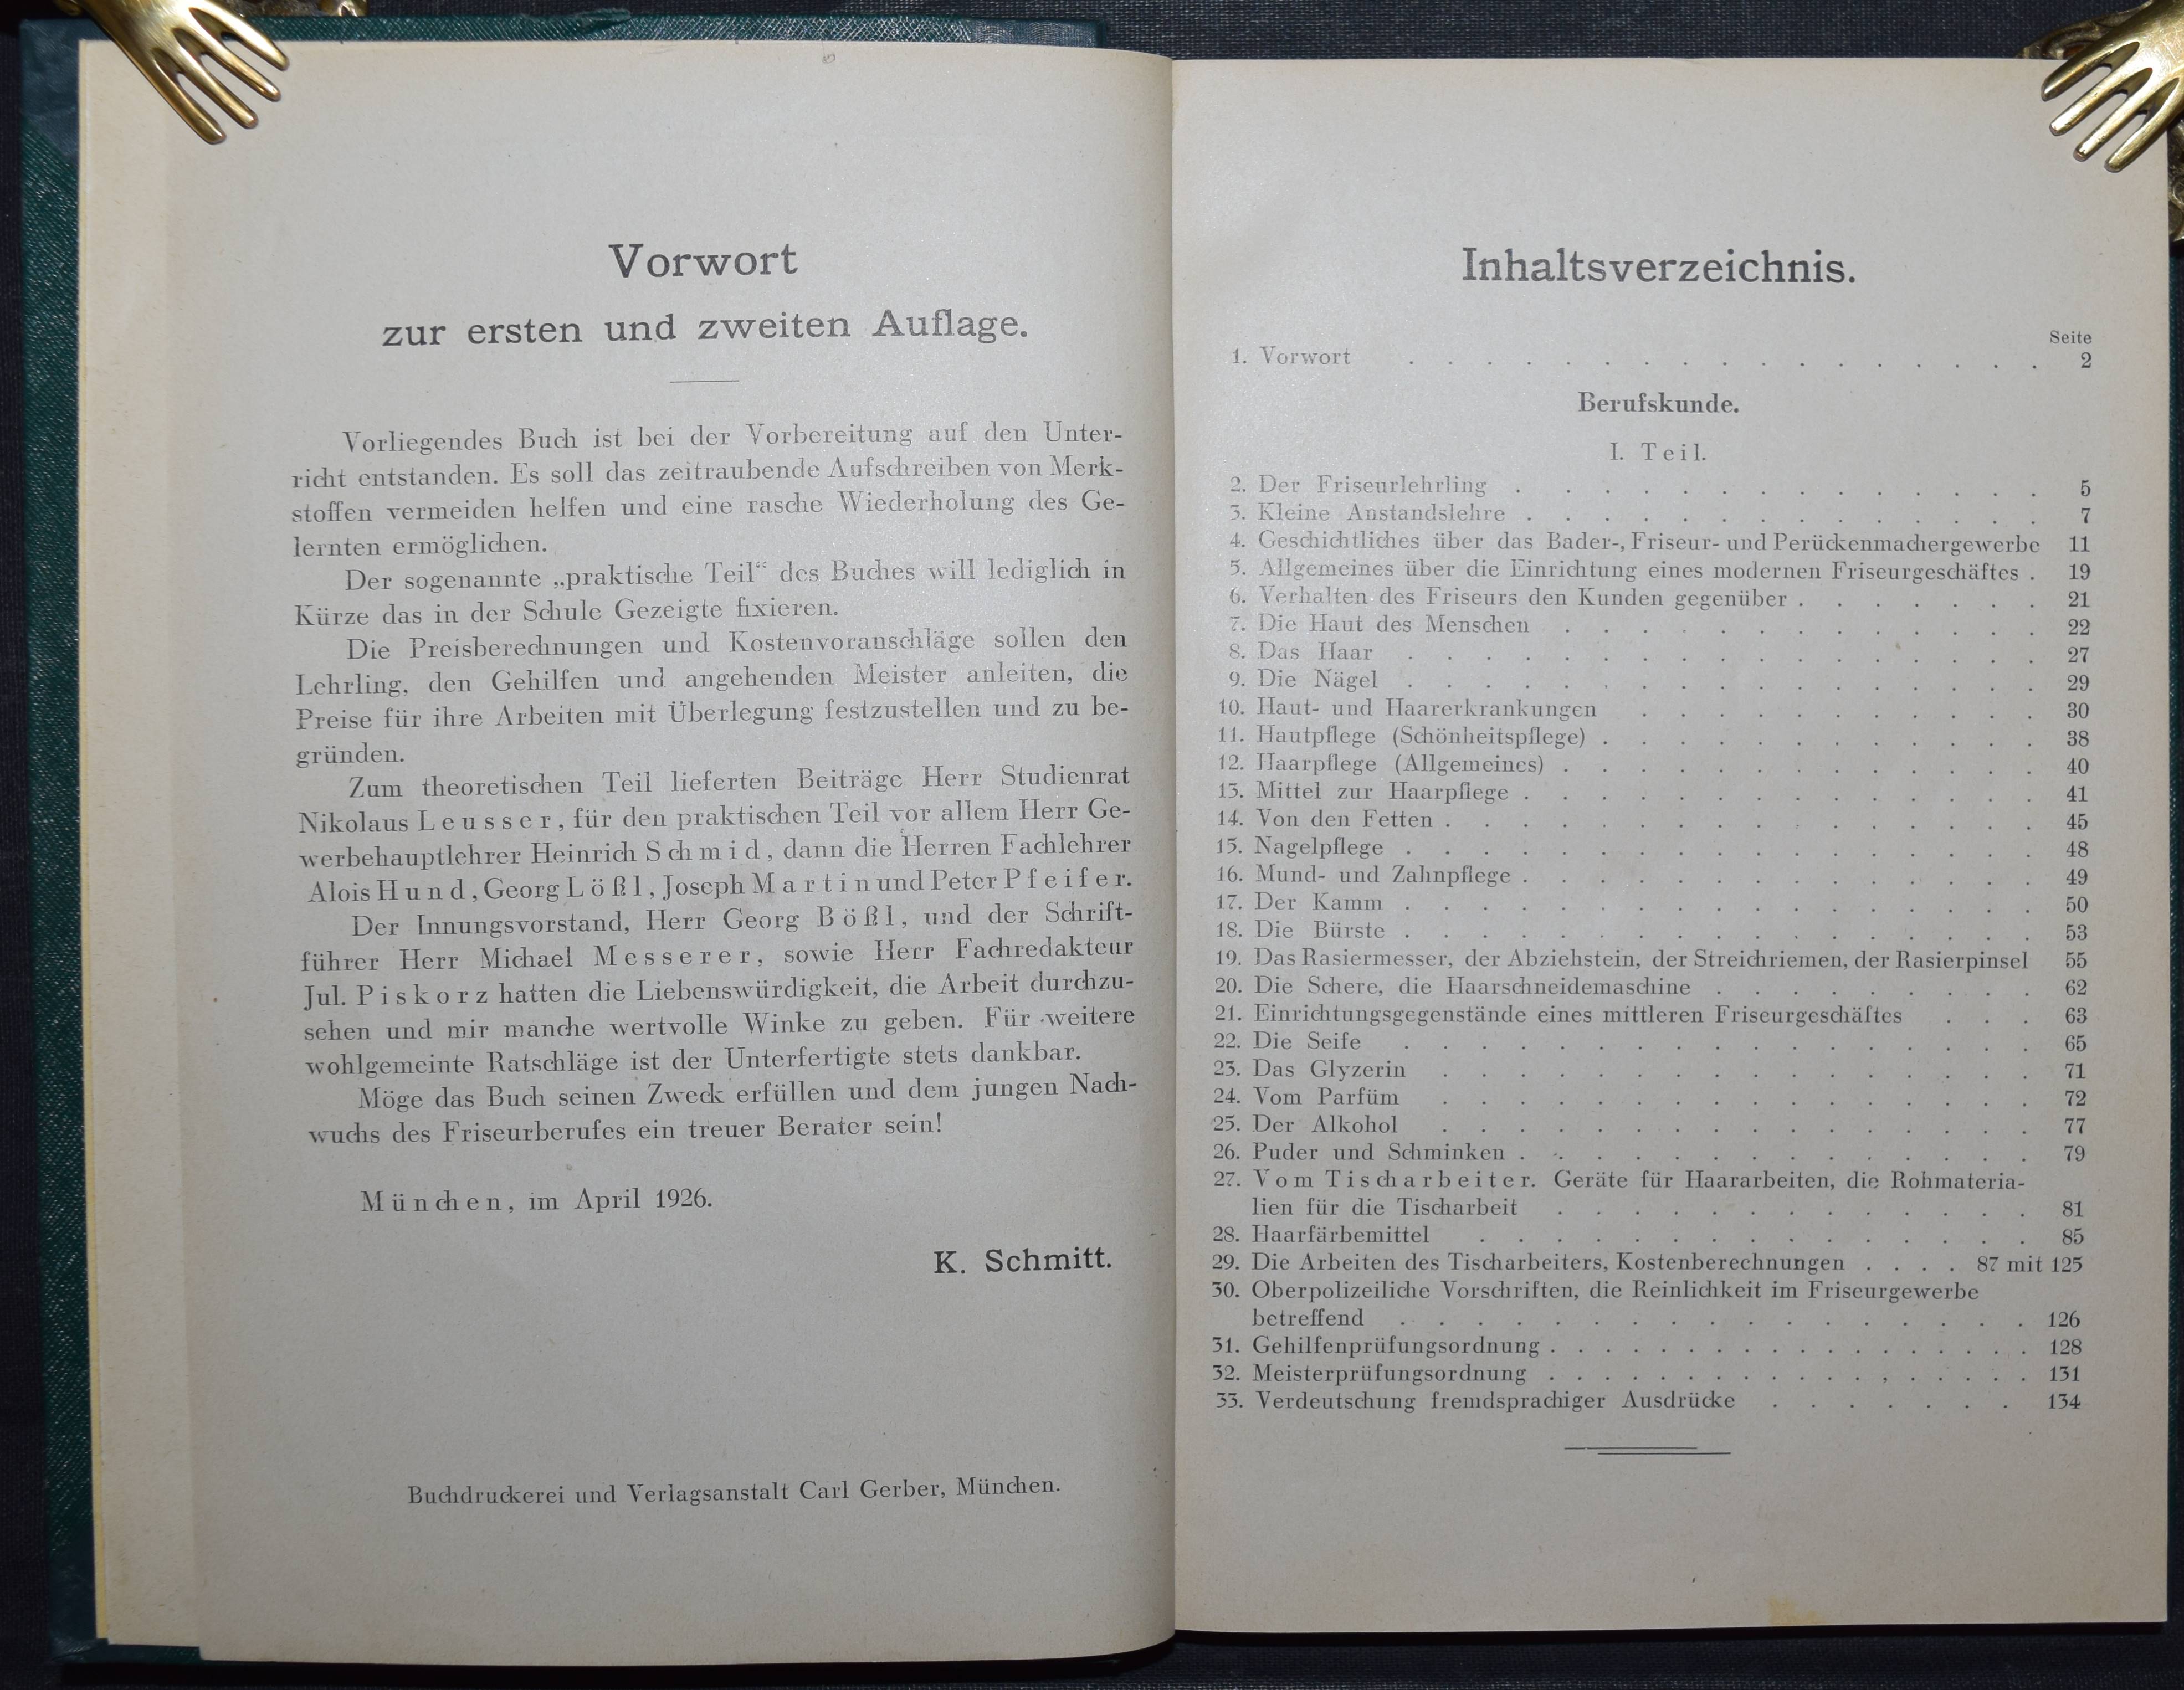 Vorwort
zur ersten und zweiten Auflage.
Vorliegendes Buch ist bei der Vorbereitung auf den Unter-
richt entstanden. Es soll das zeitraubende Aufschreiben von Merk-
stoffen vermeiden helfen und eine rasche Wiederholung des Ge-
lernten ermöglichen.
Der sogenannte „praktische Teil“ des Buches will lediglich in
Kürze das in der Schule Gezeigte fixieren.
Die Preisberechnungen und Kostenvoranschläge sollen den
Lehrling, den Gehilfen und angehenden Meister anleiten, die
Preise für ihre Arbeiten mit Überlegung festzustellen und zu be-
gründen.
Zum theoretischen Teil lieferten Beiträge Herr Studienrat
Nikolaus Leusser, für den praktischen Teil vor allem Herr Ge-
werbehauptlehrer Heinrich Schmid, dann die Herren Fachlehrer
Alois Hund, Georg Lößl, Joseph Martin und Peter Pfeifer.
Der Innungsvorstand, Herr Georg Bößl, und der Schrift-
führer Herr Michael Messerer, sowie Herr Fachredakteur
Jul. Piskorz hatten die Liebenswürdigkeit, die Arbeit durchzu-
sehen und mir manche wertvolle Winke zu geben. Für weitere
wohlgemeinte Ratschläge ist der Unterfertigte stets dankbar.
Möge das Buch seinen Zweck erfüllen und dem jungen Nach-
wuchs des Friseurberufes ein treuer Berater sein!
München, im April 1926.
K. Schmitt.
Buchdruckerei und Verlagsanstalt Carl Gerber, München.
Inhaltsverzeichnis.
Seite
1. Vorwort . . . . . . . . . . . . . . . . . 2
Berufskunde.
I. Teil.
2. Der Friseurlehrling . . . . . . . . . . . . . . 5
3. Kleine Anstandslehre . . . . . . . . . . . . . . 7
4. Geschichtliches über das Bader-, Friseur- und Perückenmachergewerbe 11
5. Allgemeines über die Einrichtung eines modernen Friseurgeschäftes . 19
6. Verhalten des Friseurs den Kunden gegenüber . . . . . . . 21
7. Die Haut des Menschen . . . . . . . . . . . . . 22
8. Das Haar . . . . . . . . . . . . . . . . . 27
9. Die Nägel . . . . . . . . . . . . . . . . . 29
10. Haut- und Haarerkrankungen . . . . . . . . . . . 30
11. Hautpflege (Schönheitspflege) . . . . . . . . . . . . 38
12. Haarpflege (Allgemeines) . . . . . . . . . . . . . 40
13. Mittel zur Haarpflege . . . . . . . . . . . . . . 41
14. Von den Fetten . . . . . . . . . . . . . . . . 45
15. Nagelpflege . . . . . . . . . . . . . . . . . 48
16. Mund- und Zahnpflege . . . . . . . . . . . . . . 49
17. Der Kamm . . . . . . . . . . . . . . . . . 50
18. Die Bürste . . . . . . . . . . . . . . . . . 53
19. Das Rasiermesser, der Abziehstein, der Streichriemen, der Rasierpinsel 55
20. Die Schere, die Haarschneidemaschine . . . . . . . . . 62
21. Einrichtungsgegenstände eines mittleren Friseurgeschäftes . . . 63
22. Die Seife . . . . . . . . . . . . . . . . . 65
23. Das Glyzerin . . . . . . . . . . . . . . . . 71
24. Vom Parfüm . . . . . . . . . . . . . . . . 72
25. Der Alkohol . . . . . . . . . . . . . . . . 77
26. Puder und Schminken . . . . . . . . . . . . . . 79
27. Vom Tischarbeiter. Geräte für Haararbeiten, die Rohmateria-
lien für die Tischarbeit . . . . . . . . . . . . . 81
28. Haarfärbemittel . . . . . . . . . . . . . . . 85
29. Die Arbeiten des Tischarbeiters, Kostenberechnungen . . . . 87 mit 125
30. Oberpolizeiliche Vorschriften, die Reinlichkeit im Friseurgewerbe
betreffend . . . . . . . . . . . . . . . . . 126
31. Gehilfenprüfungsordnung . . . . . . . . . . . . . . . . . 128
32. Meisterprüfungsordnung . . . . . . . . . . . . . . . . . 131
33. Verdeutschung fremdsprachiger Ausdrücke . . . . . . . 134